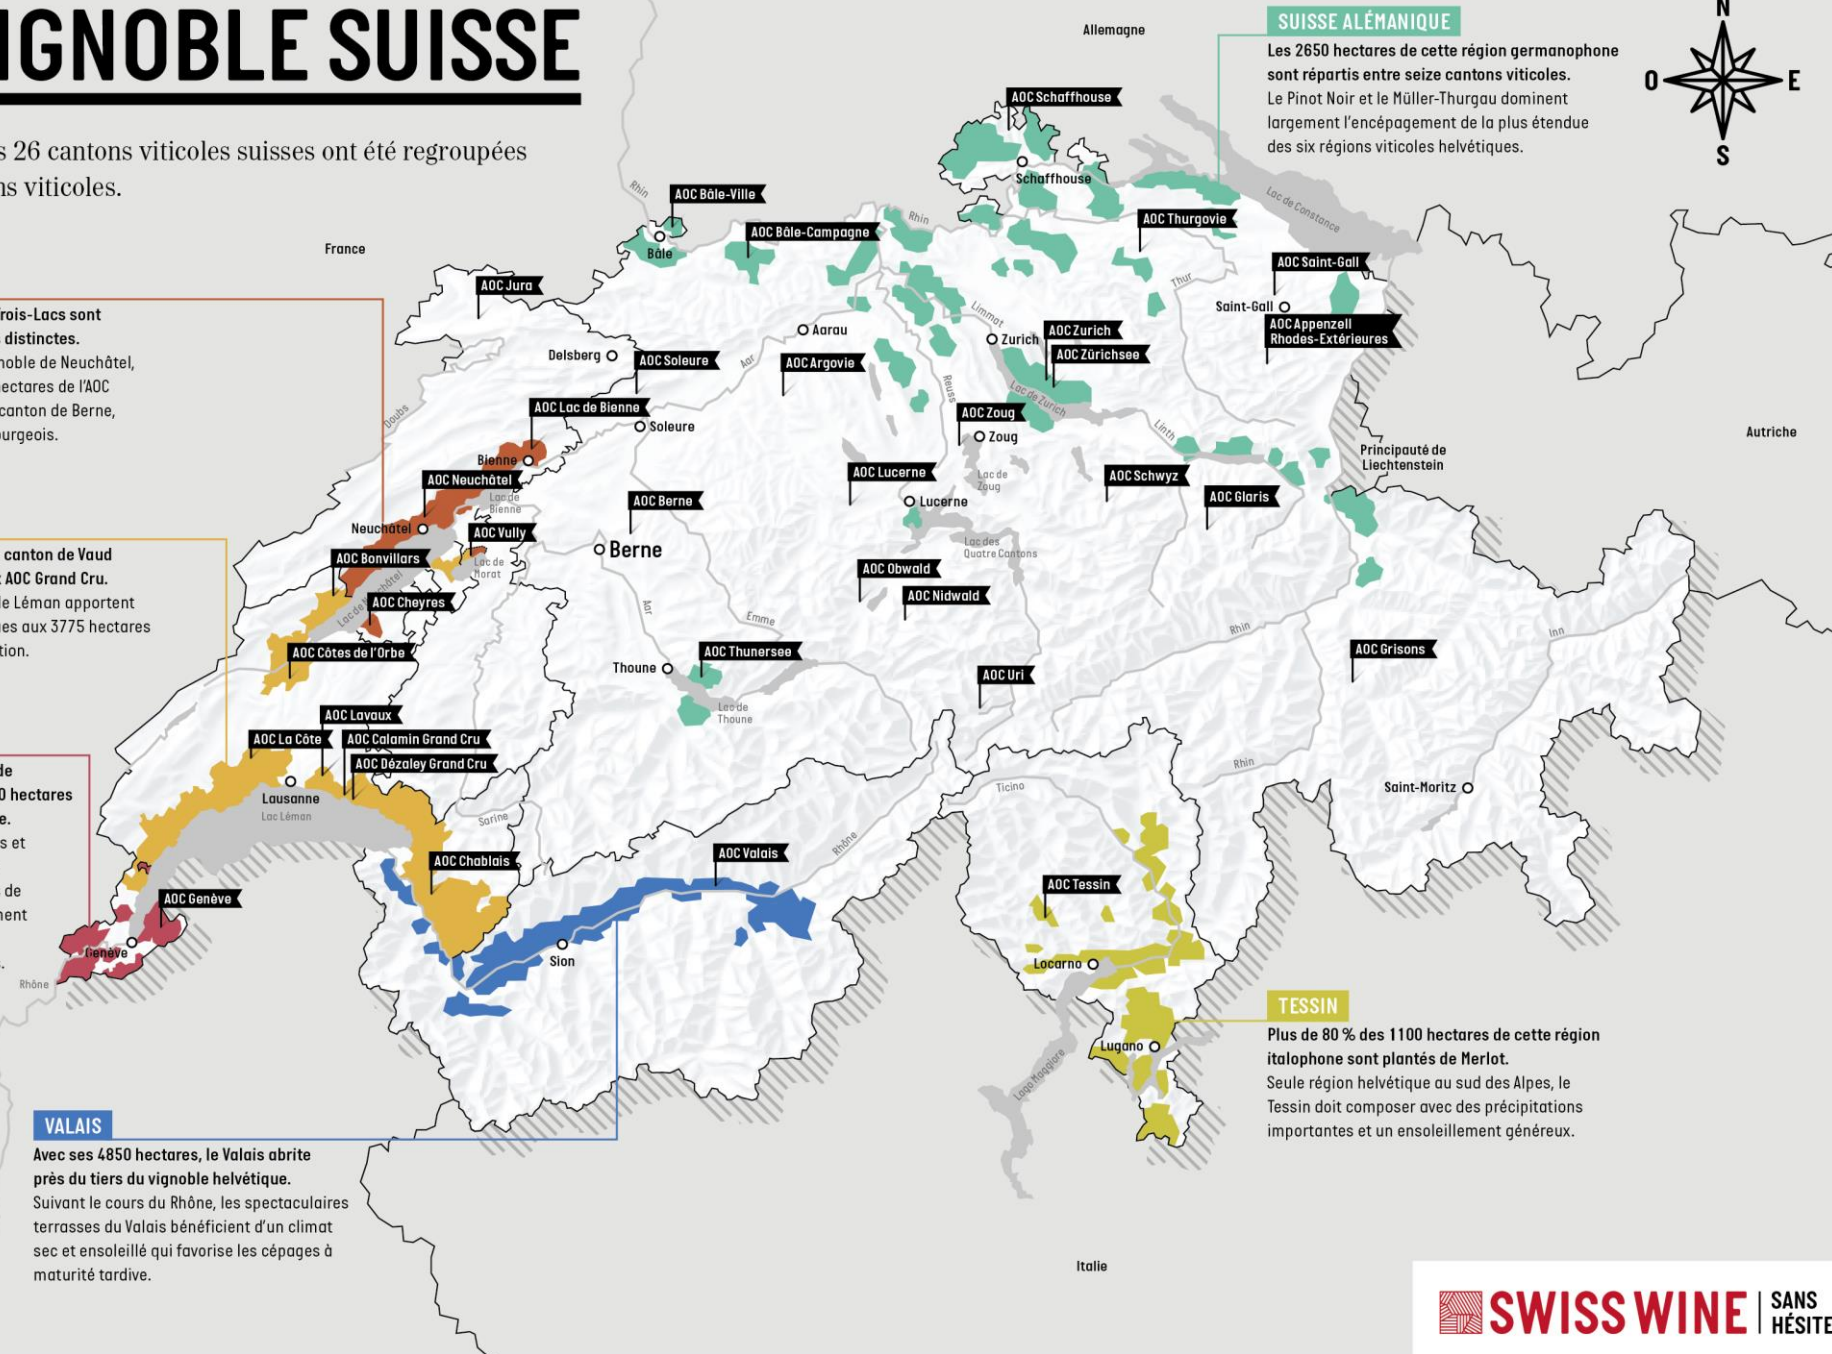 IGNOBLE SUISSE
s 26 cantons viticoles suisses ont été regroupées
ns viticoles.
SUISSE ALÉMANIQUE
Les 2650 hectares de cette région germanophone
sont répartis entre seize cantons viticoles.
Le Pinot Noir et le Müller-Thurgau dominent
largement l'encépagement de la plus étendue
des six régions viticoles helvétiques.
N
O
E
S
Allemagne
France
Autriche
Italie
Principauté de
Liechtenstein
rois-Lacs sont
distinctes.
noble de Neuchâtel,
hectares de l'AOC
canton de Berne,
ourgeois.
canton de Vaud
AOC Grand Cru.
le Léman apportent
es aux 3775 hectares
tion.
de
0 hectares
e.
s et
de
ment
s.
AOC Schaffhouse
Schaffhouse
Lac de Constance
Rhin
AOC Bâle-Ville
Bâle
AOC Bâle-Campagne
Rhin
AOC Thurgovie
Thur
AOC Saint-Gall
Saint-Gall
AOC Appenzell
Rhodes-Extérieures
AOC Jura
Delsberg
Aarau
Limmat
Zurich
AOC Zurich
AOC Zürichsee
Lac de Zurich
AOC Soleure
Aar
AOC Argovie
Reuss
Doubs
AOC Lac de Bienne
Soleure
AOC Zoug
Zoug
Lac de
Zoug
Linth
Bienne
AOC Neuchâtel
Lac de
Bienne
AOC Berne
AOC Lucerne
Lucerne
AOC Schwyz
AOC Glaris
Neuchâtel
AOC Vully
Lac de
Morat
Berne
Lac des
Quatre Cantons
AOC Bonvillars
Lac de Neuchâtel
AOC Cheyres
AOC Obwald
AOC Nidwald
Aar
Emme
Rhin
Inn
AOC Côtes de l'Orbe
Thoune
AOC Thunersee
Lac de
Thoune
AOC Uri
AOC Grisons
AOC Lavaux
AOC La Côte
AOC Calamin Grand Cru
AOC Dézaley Grand Cru
Lausanne
Lac Léman
Sarine
Ticino
Rhin
Saint-Moritz
AOC Chablais
AOC Valais
Rhône
AOC Tessin
AOC Genève
Genève
Rhône
Sion
Locarno
Lugano
Lago Maggiore
TESSIN
Plus de 80 % des 1100 hectares de cette région
italophone sont plantés de Merlot.
Seule région helvétique au sud des Alpes, le
Tessin doit composer avec des précipitations
importantes et un ensoleillement généreux.
VALAIS
Avec ses 4850 hectares, le Valais abrite
près du tiers du vignoble helvétique.
Suivant le cours du Rhône, les spectaculaires
terrasses du Valais bénéficient d'un climat
sec et ensoleillé qui favorise les cépages à
maturité tardive.
SWISS WINE
SANS
HÉSITE